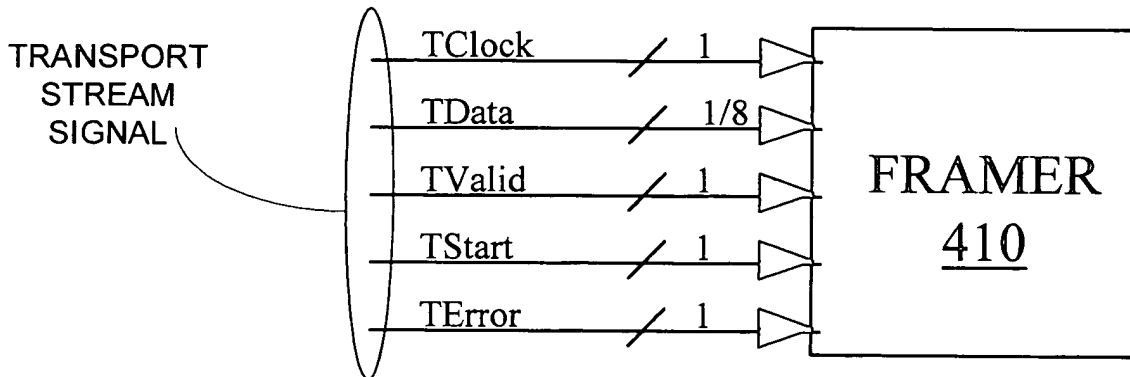 TRANSPORT
STREAM
SIGNAL
TClock 1
TData 1/8
TValid 1
TStart 1
TError 1
FRAMER
410